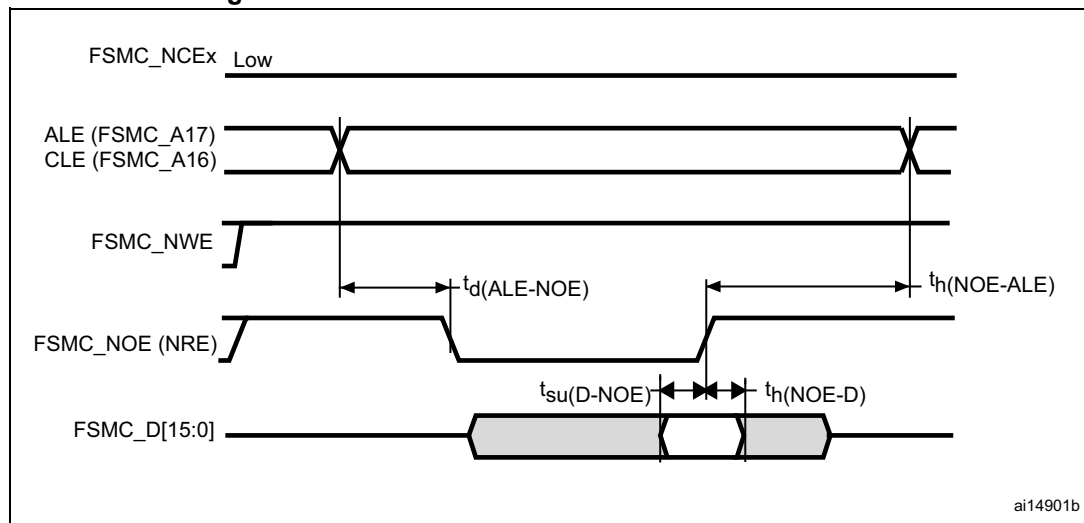 FSMC_NCEx Low
ALE (FSMC_A17)
CLE (FSMC_A16)
FSMC_NWE
td(ALE-NOE)
th(NOE-ALE)
FSMC_NOE (NRE)
tsu(D-NOE)
th(NOE-D)
FSMC_D[15:0]
ai14901b